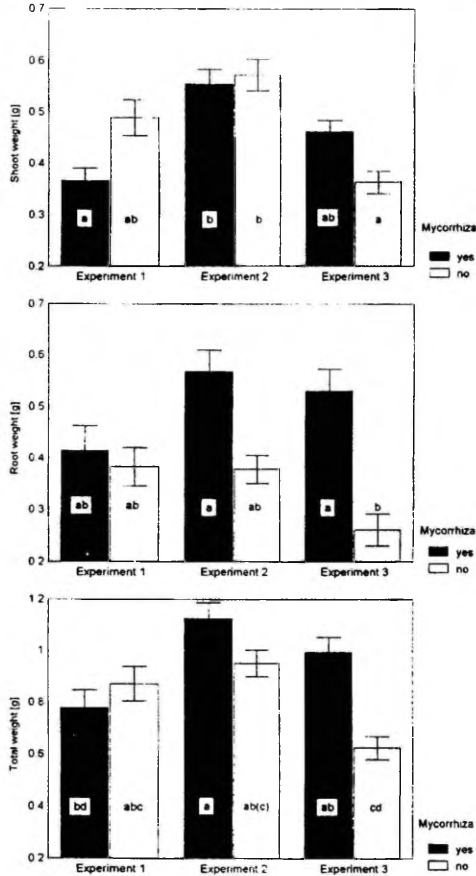 0.7
0.6
0.5
0.4
0.3
0.2
Shoot weight [g]
a ab b b ab a
Experiment 1 Experiment 2 Experiment 3
Mycorrhiza
yes
no
0.7
0.6
0.5
0.4
0.3
0.2
Root weight [g]
ab ab a ab a b
Experiment 1 Experiment 2 Experiment 3
Mycorrhiza
yes
no
1.2
1
0.8
0.6
0.4
0.2
Total weight [g]
bd abc a ab(c) ab cd
Experiment 1 Experiment 2 Experiment 3
Mycorrhiza
yes
no